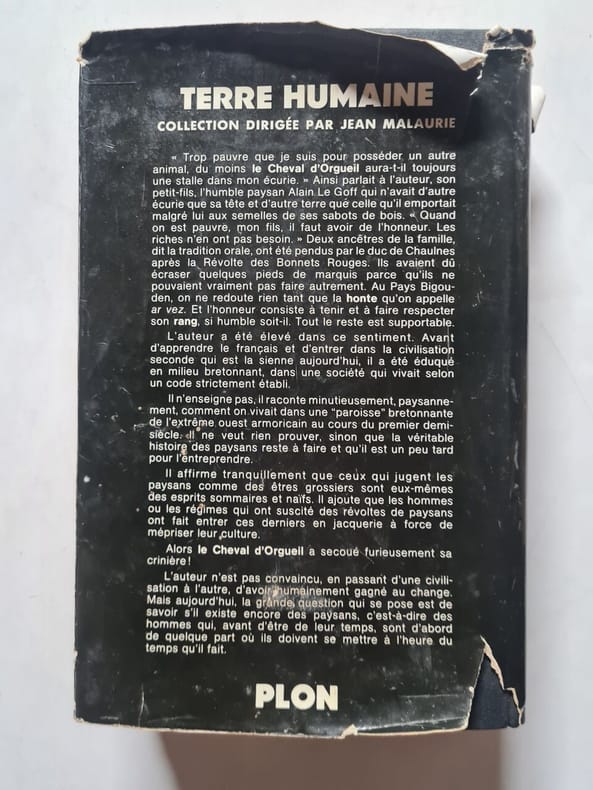 TERRE HUMAINE
COLLECTION DIRIGÉE PAR JEAN MALAURIE
« Trop pauvre que je suis pour posséder un autre
animal, du moins le Cheval d'Orgueil aura-t-il toujours
une stalle dans mon écurie. » Ainsi parlait à l'auteur, son
petit-fils, l'humble paysan Alain Le Goff qui n'avait d'autre
écurie que sa tête et d'autre terre que celle qu'il emportait
malgré lui aux semelles de ses sabots de bois. « Quand
on est pauvre, mon fils, il faut avoir de l'honneur. Les
riches n'en ont pas besoin. » Deux ancêtres de la famille,
dit la tradition orale, ont été pendus par le duc de Chaulnes
après la Révolte des Bonnets Rouges. Ils avaient dû
écraser quelques pieds de marquis parce qu'ils ne
pouvaient vraiment pas faire autrement. Au Pays Bigou-
den, on ne redoute rien tant que la honte qu'on appelle
ar vez. Et l'honneur consiste à tenir et à faire respecter
son rang, si humble soit-il. Tout le reste est supportable.
L'auteur a été élevé dans ce sentiment. Avant
d'apprendre le français et d'entrer dans la civilisation
seconde qui est la sienne aujourd'hui, il a été éduqué
en milieu bretonnant, dans une société qui vivait selon
un code strictement établi.
Il n'enseigne pas, il raconte minutieusement, paysanne-
ment, comment on vivait dans une "paroisse" bretonnante
de l'extrême ouest armoricain au cours du premier demi-
siècle. Il ne veut rien prouver, sinon que la véritable
histoire des paysans reste à faire et qu'il est un peu tard
pour l'entreprendre.
Il affirme tranquillement que ceux qui jugent les
paysans comme des êtres grossiers sont eux-mêmes
des esprits sommaires et naïfs. Il ajoute que les hommes
ou les régimes qui ont suscité des révoltes de paysans
ont fait entrer ces derniers en jacquerie à force de
mépriser leur culture.
Alors le Cheval d'Orgueil a secoué furieusement sa
crinière!
L'auteur n'est pas convaincu, en passant d'une civili-
sation à l'autre, d'avoir humainement gagné au change.
Mais aujourd'hui, la grande question qui se pose est de
savoir s'il existe encore des paysans, c'est-à-dire des
hommes qui, avant d'être de leur temps, sont d'abord
de quelque part où ils doivent se mettre à l'heure du
temps qu'il fait.
PLON